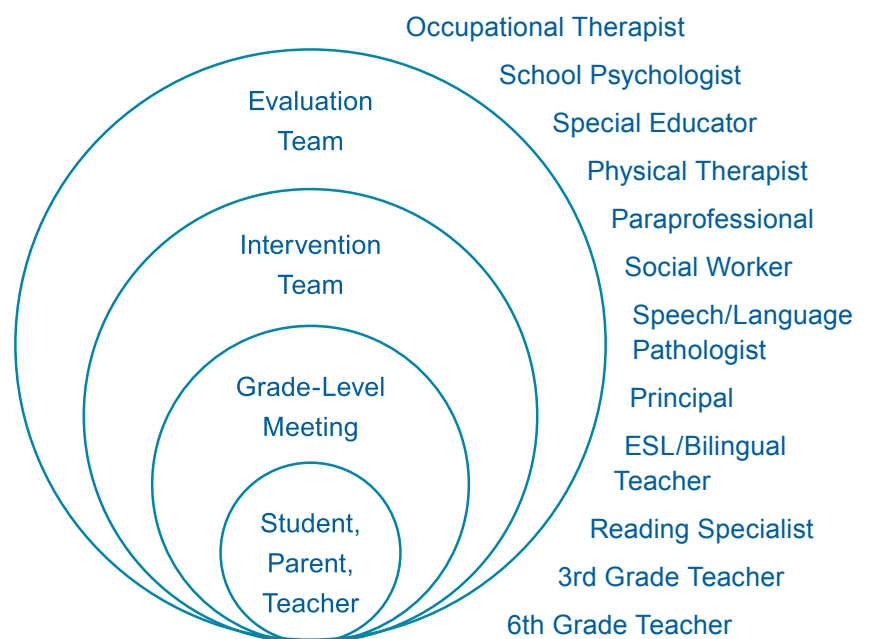 Occupational Therapist
School Psychologist
Evaluation
Team
Special Educator
Physical Therapist
Paraprofessional
Intervention
Team
Social Worker
Speech/Language
Pathologist
Grade-Level
Meeting
Principal
ESL/Bilingual
Teacher
Student,
Parent,
Teacher
Reading Specialist
3rd Grade Teacher
6th Grade Teacher